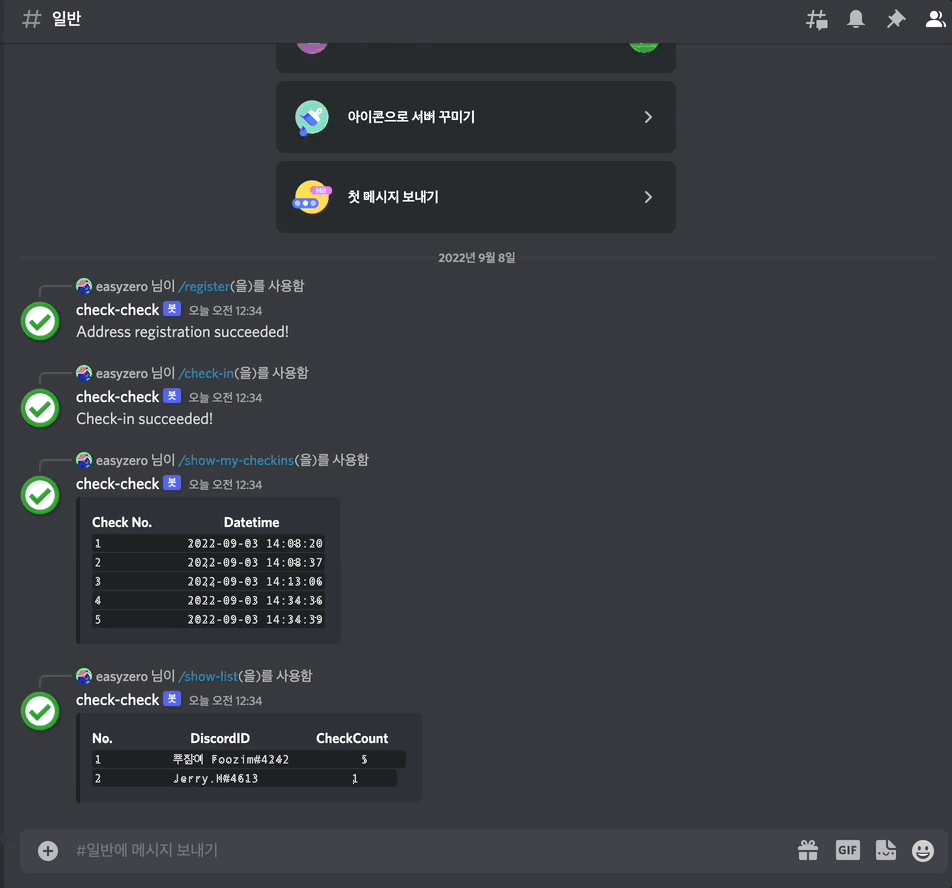 일반
아이콘으로 서버 꾸미기
Hi!
첫 메시지 보내기
2022년 9월 8일
easyzero 님이 /register(을)를 사용함
check-check 봇 오늘 오전 12:34
Address registration succeeded!
easyzero 님이 /check-in(을)를 사용함
check-check 봇 오늘 오전 12:34
Check-in succeeded!
easyzero 님이 /show-my-checkins(을)를 사용함
check-check 봇 오늘 오전 12:34
Check No. Datetime
1 2022-09-03 14:08:20
2 2022-09-03 14:08:37
3 2022-09-03 14:13:06
4 2022-09-03 14:34:36
5 2022-09-03 14:34:39
easyzero 님이 /show-list(을)를 사용함
check-check 봇 오늘 오전 12:34
No. DiscordID CheckCount
1 Foozim#4242 5
2 Jerry.H#4613 1
#일반에 메시지 보내기
GIF